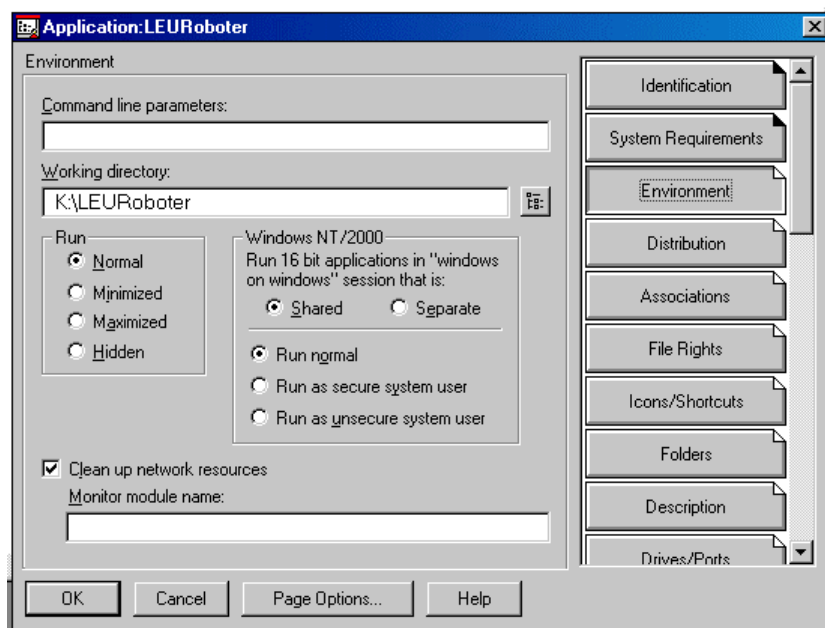 Application:LEURoboter
Environment
Command line parameters:
Working directory:
K:\LEURoboter
Run
Normal
Minimized
Maximized
Hidden
Windows NT/2000
Run 16 bit applications in "windows
on windows" session that is:
Shared Separate
Run normal
Run as secure system user
Run as unsecure system user
Clean up network resources
Monitor module name:
OK Cancel Page Options... Help
Identification
System Requirements
Environment
Distribution
Associations
File Rights
Icons/Shortcuts
Folders
Description
Drives/Ports